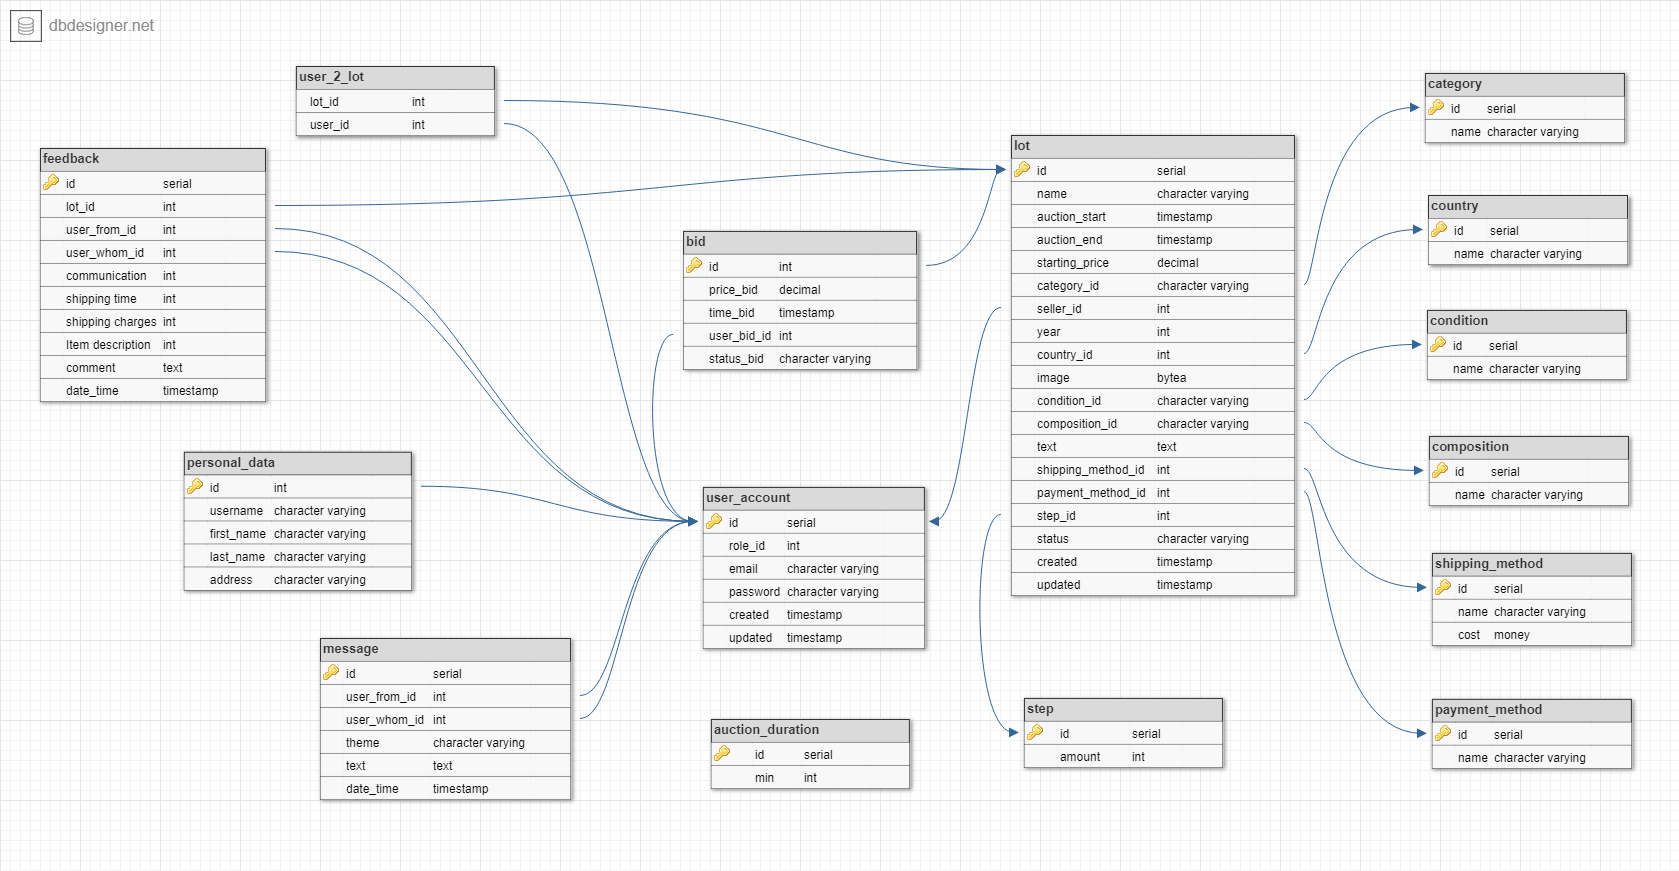 dbdesigner.net
user_2_lot
lot_id int
user_id int
feedback
id serial
lot_id int
user_from_id int
user_whom_id int
communication int
shipping time int
shipping charges int
Item description int
comment text
date_time timestamp
personal_data
id int
username character varying
first_name character varying
last_name character varying
address character varying
message
id serial
user_from_id int
user_whom_id int
theme character varying
text text
date_time timestamp
bid
id int
price_bid decimal
time_bid timestamp
user_bid_id int
status_bid character varying
user_account
id serial
role_id int
email character varying
password character varying
created timestamp
updated timestamp
auction_duration
id serial
min int
lot
id serial
name character varying
auction_start timestamp
auction_end timestamp
starting_price decimal
category_id character varying
seller_id int
year int
country_id int
image bytea
condition_id character varying
composition_id character varying
text text
shipping_method_id int
payment_method_id int
step_id int
status character varying
created timestamp
updated timestamp
step
id serial
amount int
category
id serial
name character varying
country
id serial
name character varying
condition
id serial
name character varying
composition
id serial
name character varying
shipping_method
id serial
name character varying
cost money
payment_method
id serial
name character varying